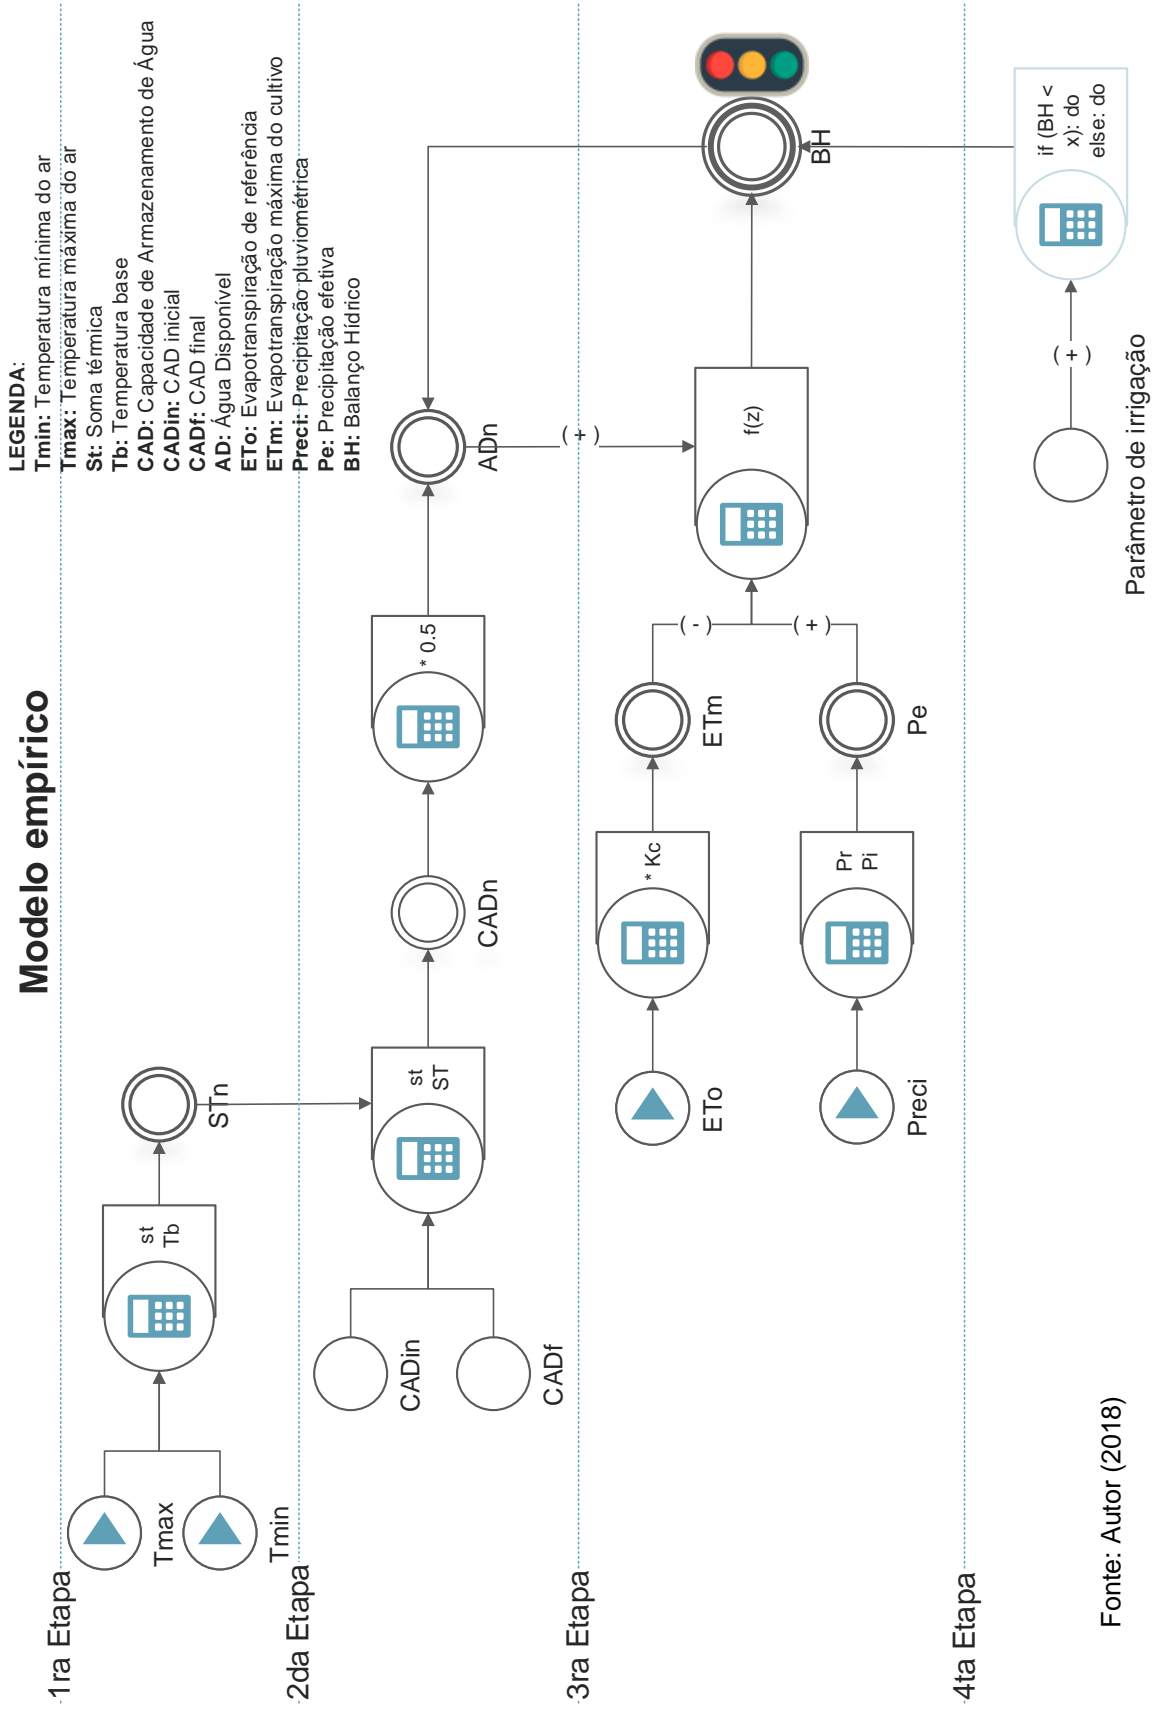 Modelo empírico
LEGENDA:
Tmin: Temperatura mínima do ar
Tmax: Temperatura máxima do ar
St: Soma térmica
Tb: Temperatura base
CAD: Capacidade de Armazenamento de Água
CADin: CAD inicial
CADf: CAD final
AD: Água Disponível
ETo: Evapotranspiração de referência
ETm: Evapotranspiração máxima do cultivo
Preci: Precipitação pluviométrica
Pe: Precipitação efetiva
BH: Balanço Hídrico
1ra Etapa
Tmax
Tmin
st
Tb
STn
2da Etapa
CADin
CADf
st
ST
CADn
* 0.5
ADn
( + )
3ra Etapa
ETo
* Kc
ETm
( - )
Preci
Pr
Pi
Pe
( + )
f(z)
BH
4ta Etapa
Parâmetro de irrigação
( + )
if (BH <
x): do
else: do
Fonte: Autor (2018)